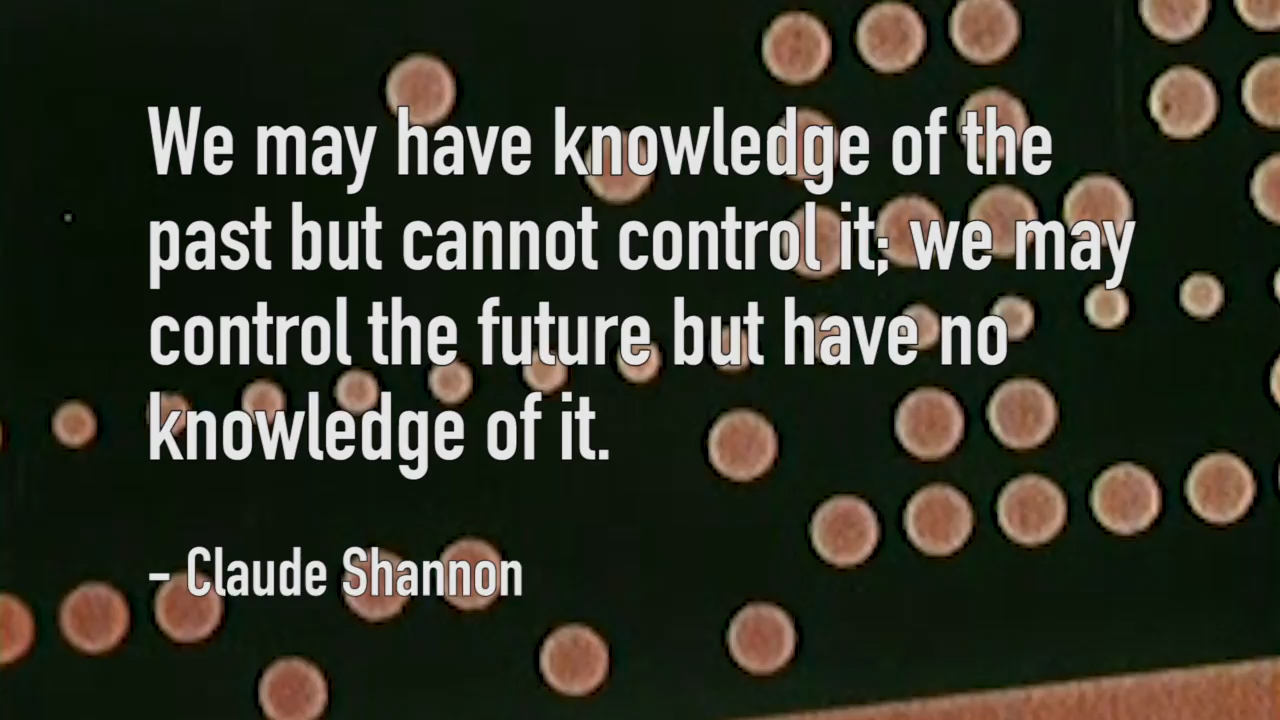 We may have knowledge of the
past but cannot control it; we may
control the future but have no
knowledge of it.
- Claude Shannon